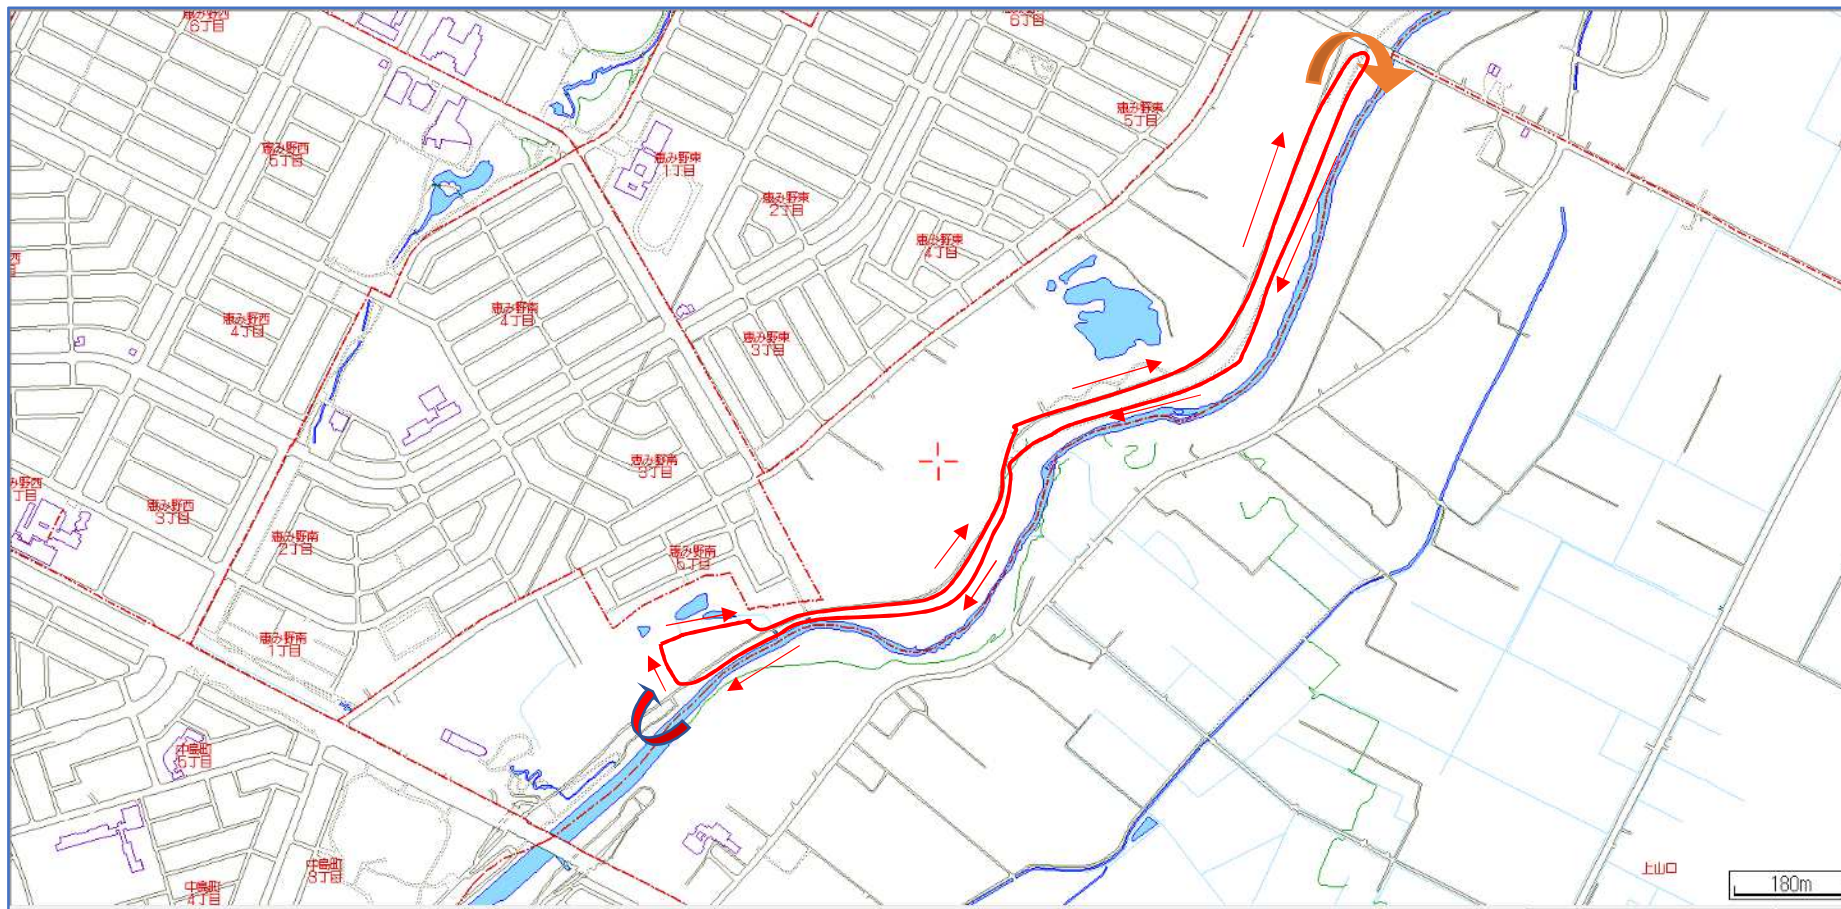 恵み野西
6丁目
6丁目
恵み野東
5丁目
恵み野西
5丁目
恵み野東
1丁目
恵み野東
2丁目
恵み野東
4丁目
西
恵み野南
4丁目
恵み野西
4丁目
恵み野東
3丁目
恵み野南
3丁目
み野西
丁目
恵み野西
3丁目
恵み野南
2丁目
恵み野南
5丁目
恵み野南
1丁目
中島町
5丁目
中島町
3丁目
中島町
4丁目
上山口
180m